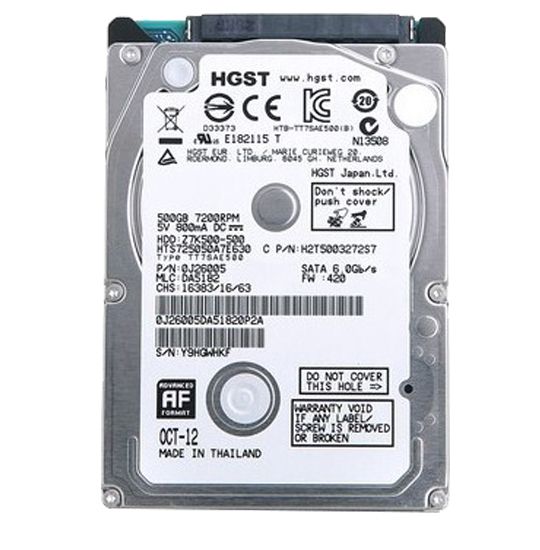 HGST www.hgst.com
20
D33373 HTB-TT7SAE500(B)
E182115 T N13508
HGST EUR LTD / MARIE CURIEWEG 20,
ROERMOND, LIMBURG, 6045 GH, NETHERLANDS
HGST Japan,Ltd.
Don't shock/
push cover
500GB 7200RPM
5V 800mA DC
HDD:Z7K500-500
HTS725050A7E630 C P/N:H2T5003272S7
Type TT7SAE500
P/N:0J26005 SATA 6.0Gb/s
MLC:DA5182 FW :420
CHS:16383/16/63
0J26005DA51820P2A
S/N:Y9HGWHKF
DO NOT COVER
THIS HOLE =>
ADVANCED
AF
FORMAT
WARRANTY VOID
IF ANY LABEL/
SCREW IS REMOVED
OR BROKEN
OCT-12
MADE IN THAILAND